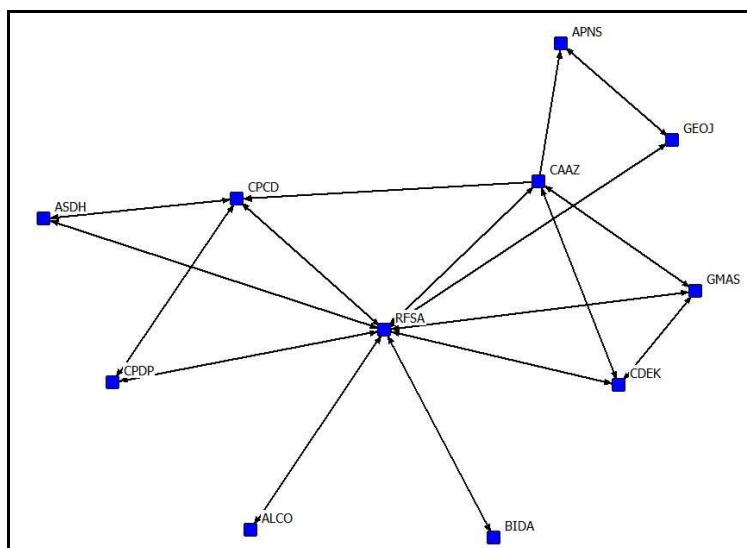 APNS
GEOJ
CAAZ
CPCD
ASDH
GMAS
RFSA
CPDP
CDEK
ALCO
BIDA